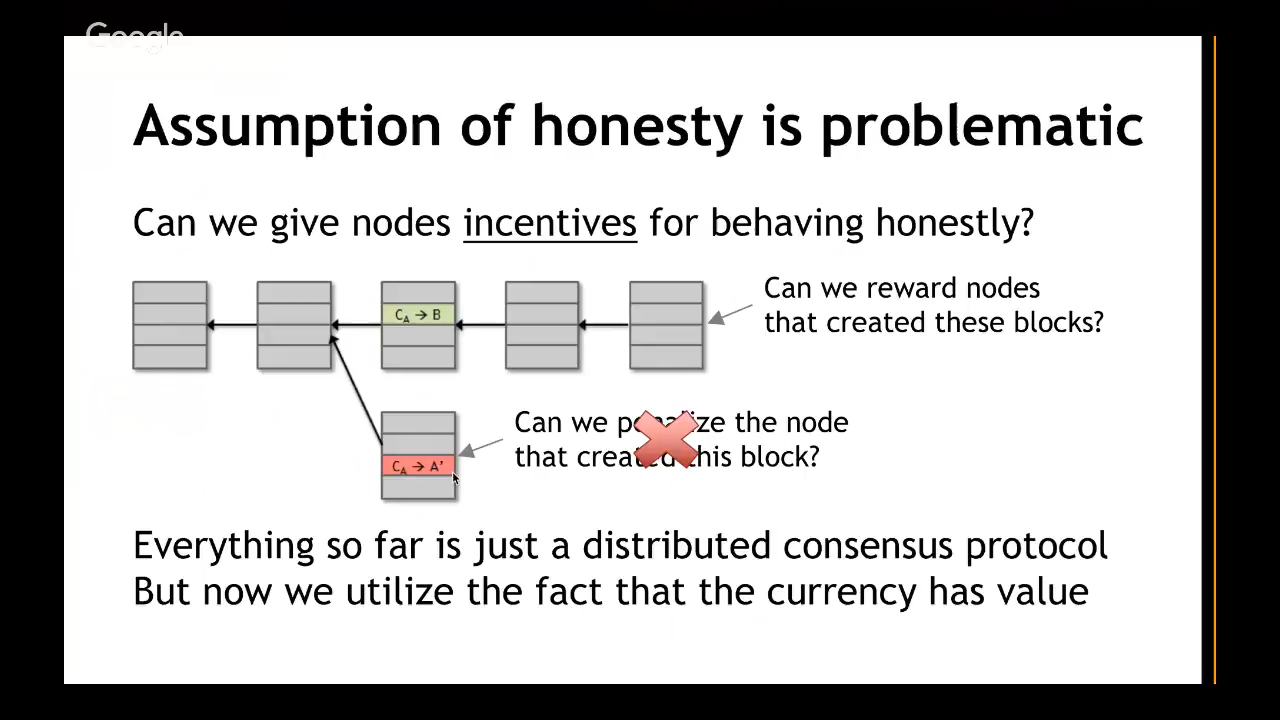 Google
Assumption of honesty is problematic
Can we give nodes incentives for behaving honestly?
C_A → B
Can we reward nodes
that created these blocks?
Can we penalize the node
that created this block?
C_A → A'
Everything so far is just a distributed consensus protocol
But now we utilize the fact that the currency has value